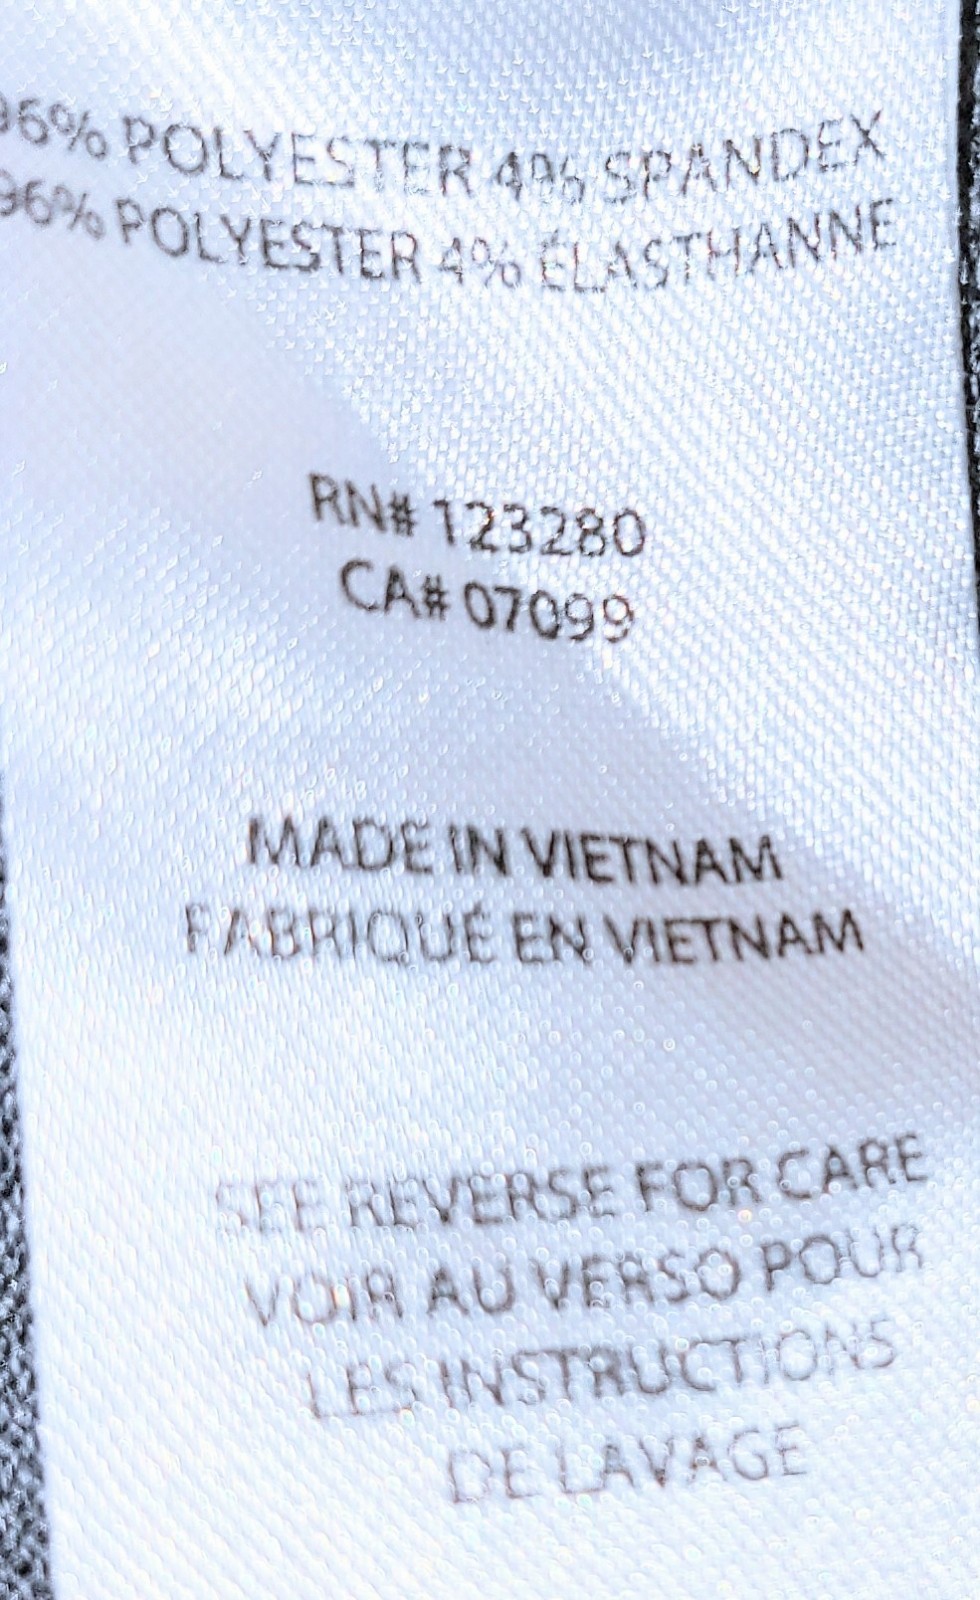 96% POLYESTER 4% SPANDEX
96% POLYESTER 4% ÉLASTHANNE
RN# 123280
CA# 07099
MADE IN VIETNAM
FABRIQUÉ EN VIETNAM
SEE REVERSE FOR CARE
VOIR AU VERSO POUR
LES INSTRUCTIONS
DE LAVAGE